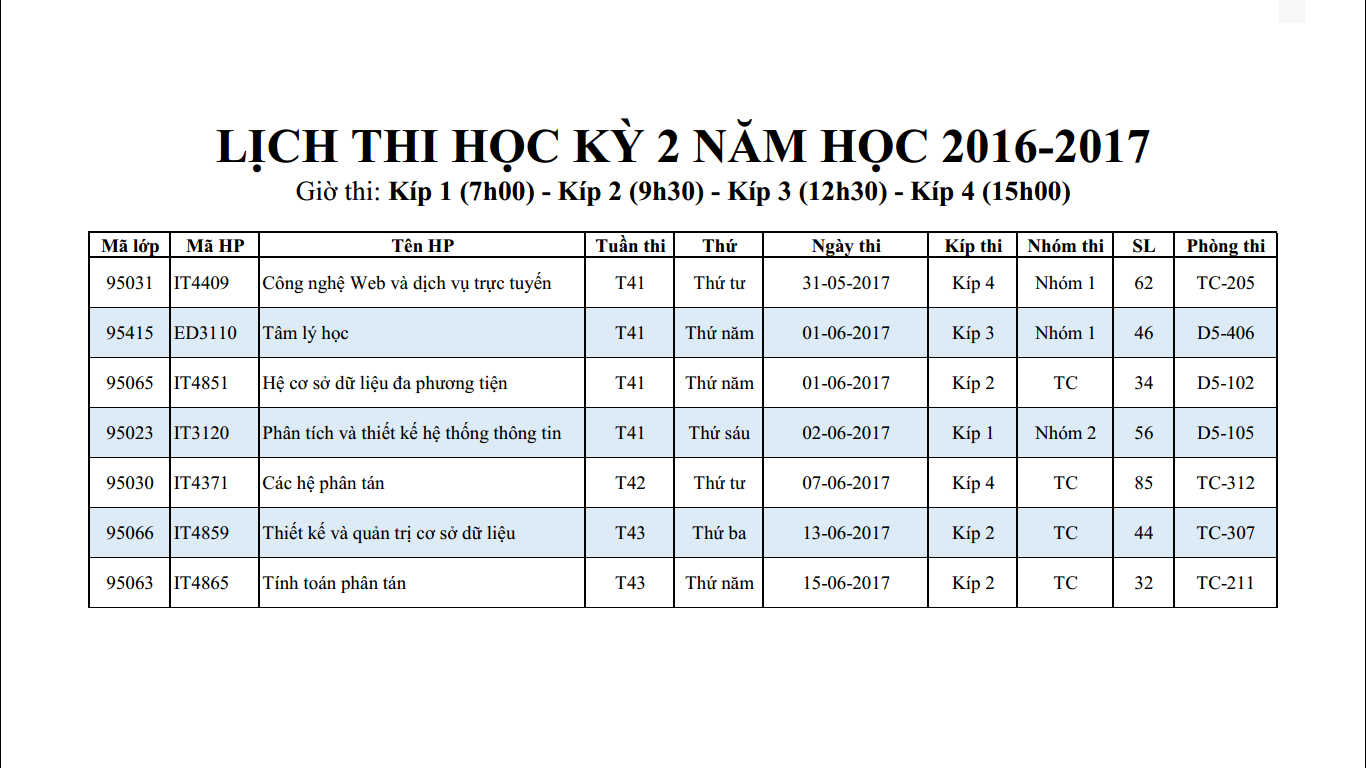 LỊCH THI HỌC KỲ 2 NĂM HỌC 2016-2017
Giờ thi: Kíp 1 (7h00) - Kíp 2 (9h30) - Kíp 3 (12h30) - Kíp 4 (15h00)
Mã lớp Mã HP Tên HP Tuần thi Thứ Ngày thi Kíp thi Nhóm thi SL Phòng thi
95031 IT4409 Công nghệ Web và dịch vụ trực tuyến T41 Thứ tư 31-05-2017 Kíp 4 Nhóm 1 62 TC-205
95415 ED3110 Tâm lý học T41 Thứ năm 01-06-2017 Kíp 3 Nhóm 1 46 D5-406
95065 IT4851 Hệ cơ sở dữ liệu đa phương tiện T41 Thứ năm 01-06-2017 Kíp 2 TC 34 D5-102
95023 IT3120 Phân tích và thiết kế hệ thống thông tin T41 Thứ sáu 02-06-2017 Kíp 1 Nhóm 2 56 D5-105
95030 IT4371 Các hệ phân tán T42 Thứ tư 07-06-2017 Kíp 4 TC 85 TC-312
95066 IT4859 Thiết kế và quản trị cơ sở dữ liệu T43 Thứ ba 13-06-2017 Kíp 2 TC 44 TC-307
95063 IT4865 Tính toán phân tán T43 Thứ năm 15-06-2017 Kíp 2 TC 32 TC-211